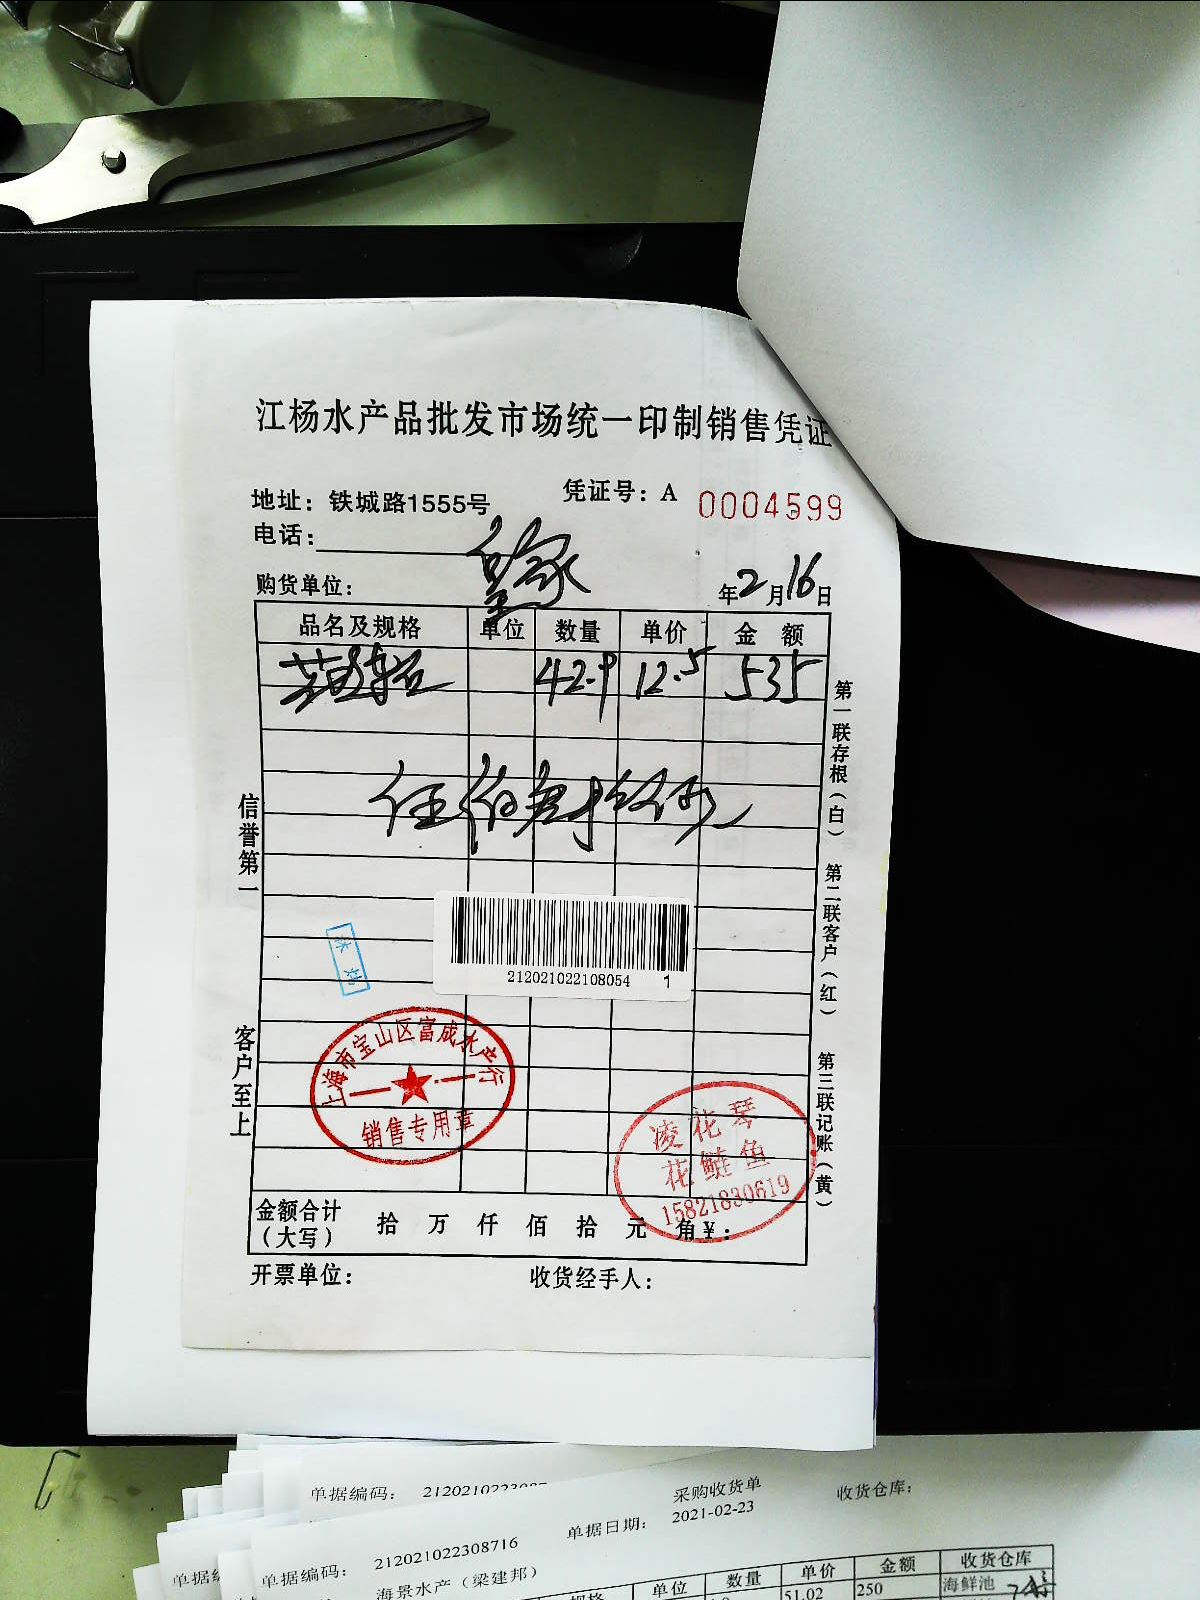 江杨水产品批发市场统一印制销售凭证
地址：铁城路1555号
凭证号：A 0004599
电话：
皇家
购货单位：
年2月16日
品名及规格 单位 数量 单价 金 额
42.9 12.5 535
伍佰叁拾伍元
信誉第一
客户至上
第一联存根（白）
第二联客户（红）
第三联记账（黄）
212021022108054 1
上海市宝山区富成水产行
销售专用章
凌花琴
花鲢鱼
15821830619
金额合计
（大写）
拾 万 仟 佰 拾 元 角 ¥：
开票单位：
收货经手人：
单据编码：
采购收货单
收货仓库：
单据编码： 212021022308716
单据日期： 2021-02-23
海景水产（梁建邦）
单位 数量 单价 金额 收货仓库
51.02 250 海鲜池